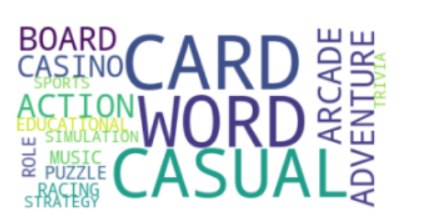 BOARD
CASINO
SPORTS
ACTION
EDUCATIONAL
SIMULATION
ROLE
MUSIC
PUZZLE
RACING
STRATEGY
CARD
WORD
CASUAL
ARCADE
ADVENTURE
TRIVIA